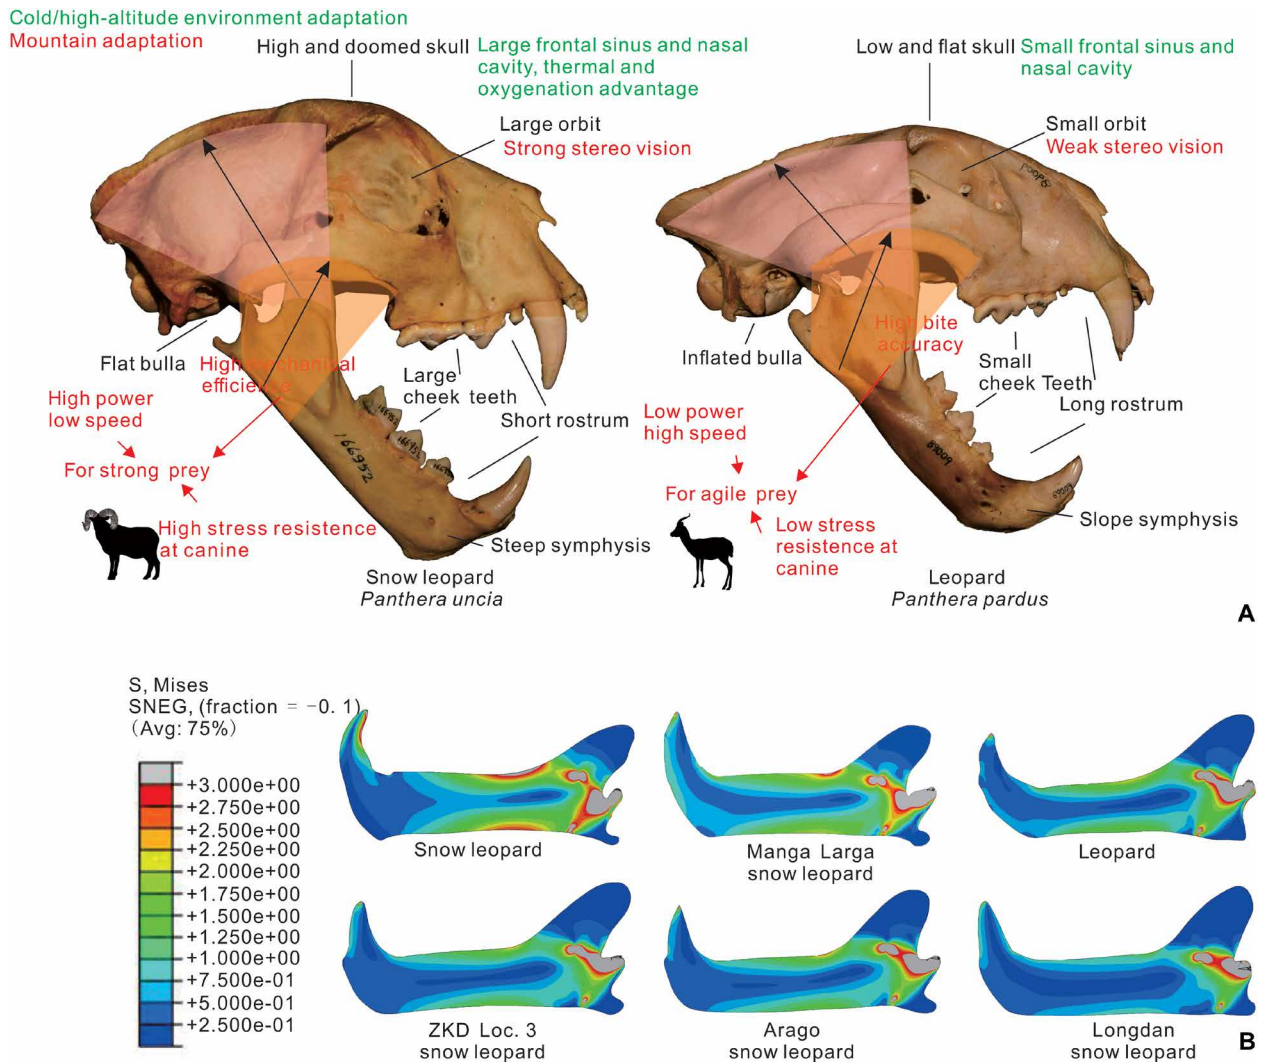 Cold/high-altitude environment adaptation
Mountain adaptation
High and doomed skull
Large frontal sinus and nasal
cavity, thermal and
oxygenation advantage
Large orbit
Strong stereo vision
Flat bulla
High mechanical
efficience
High power
low speed
For strong prey
High stress resistence
at canine
Large
cheek teeth
Short rostrum
Steep symphysis
166952
166952
Snow leopard
Panthera uncia
Low and flat skull
Small frontal sinus and
nasal cavity
Small orbit
Weak stereo vision
Inflated bulla
High bite
accuracy
Low power
high speed
For agile prey
Low stress
resistence at
canine
Small
cheek Teeth
Long rostrum
Slope symphysis
Leopard
Panthera pardus
A
S, Mises
SNEG, (fraction = -0.1)
(Avg: 75%)
+3.000e+00
+2.750e+00
+2.500e+00
+2.250e+00
+2.000e+00
+1.750e+00
+1.500e+00
+1.250e+00
+1.000e+00
+7.500e-01
+5.000e-01
+2.500e-01
Snow leopard
Manga Larga
snow leopard
Leopard
ZKD Loc. 3
snow leopard
Arago
snow leopard
Longdan
snow leopard
B